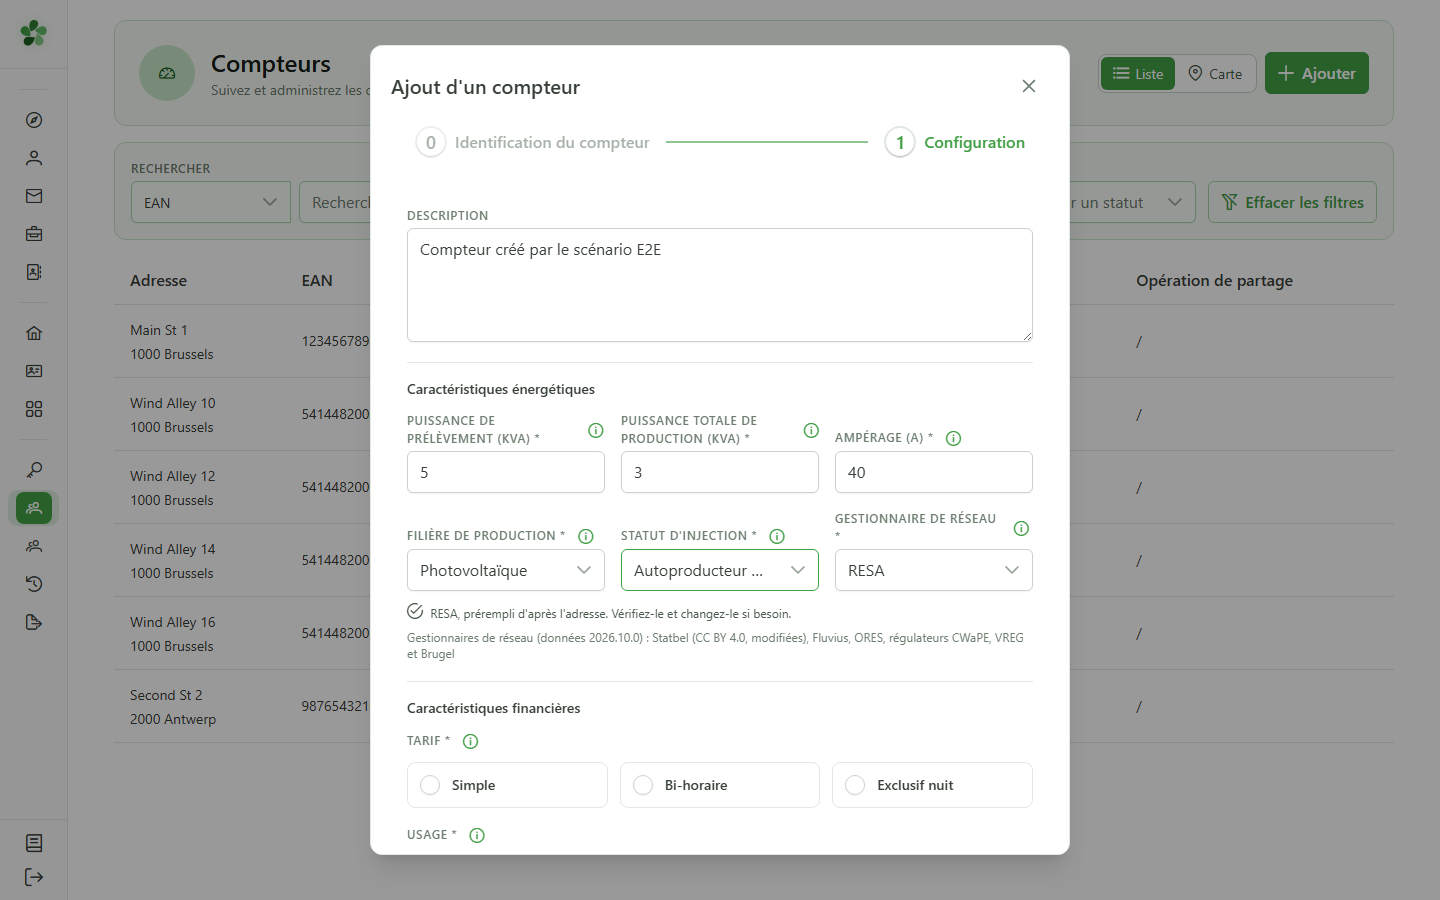 Compteurs
Suivez et administrez les c
Liste
Carte
Ajouter
RECHERCHER
EAN
Recherch
r un statut
Effacer les filtres
Adresse
EAN
Opération de partage
Main St 1
1000 Brussels
123456789
/
Wind Alley 10
1000 Brussels
541448200
/
Wind Alley 12
1000 Brussels
541448200
/
Wind Alley 14
1000 Brussels
541448200
/
Wind Alley 16
1000 Brussels
541448200
/
Second St 2
2000 Antwerp
987654321
/
Ajout d'un compteur
0 Identification du compteur
1 Configuration
DESCRIPTION
Compteur créé par le scénario E2E
Caractéristiques énergétiques
PUISSANCE DE
PRÉLÈVEMENT (KVA) *
5
PUISSANCE TOTALE DE
PRODUCTION (KVA) *
3
AMPÉRAGE (A) *
40
FILIÈRE DE PRODUCTION *
Photovoltaïque
STATUT D'INJECTION *
Autoproducteur ...
GESTIONNAIRE DE RÉSEAU
*
RESA
RESA, prérempli d'après l'adresse. Vérifiez-le et changez-le si besoin.
Gestionnaires de réseau (données 2026.10.0) : Statbel (CC BY 4.0, modifiées), Fluvius, ORES, régulateurs CWaPE, VREG
et Brugel
Caractéristiques financières
TARIF *
Simple
Bi-horaire
Exclusif nuit
USAGE *